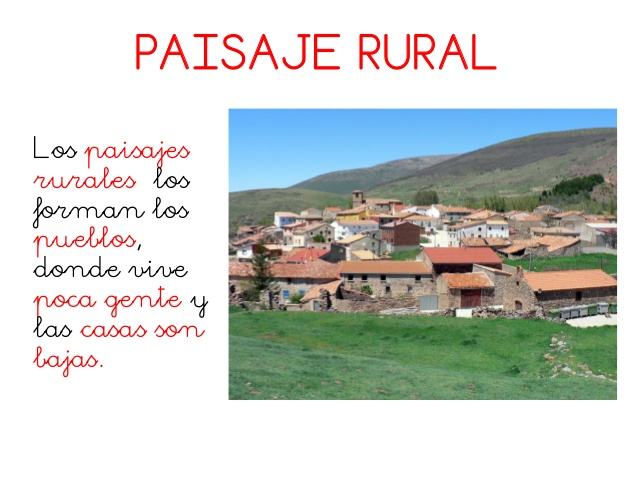 PAISAJE RURAL
Los paisajes
rurales los
forman los
pueblos,
donde vive
poca gente y
las casas son
bajas.